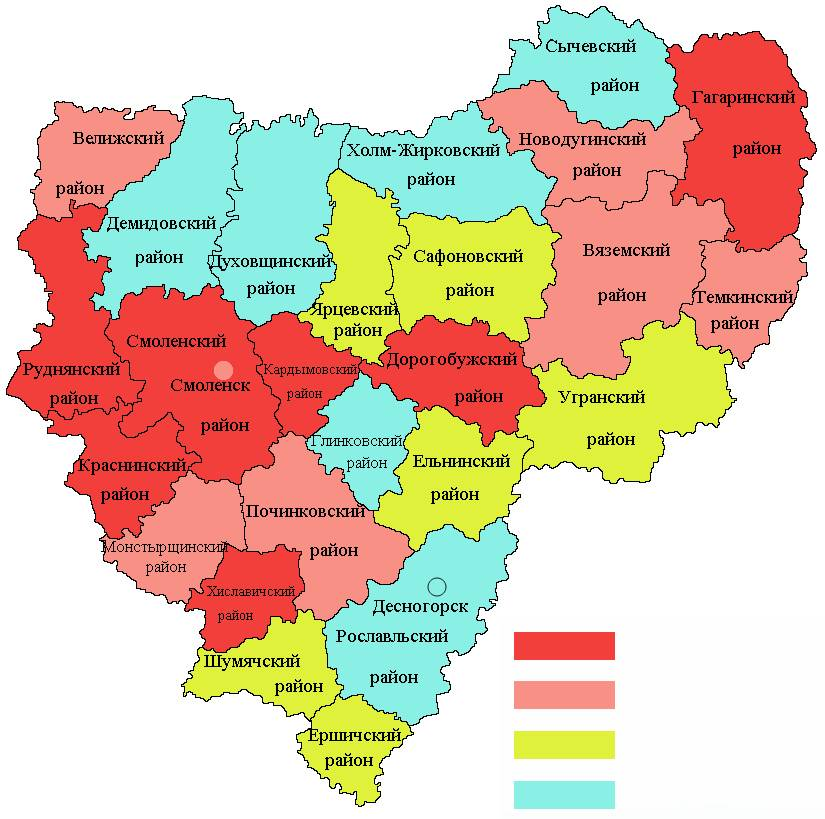 Сычевский
район
Гагаринский
район
Велижский
район
Новодугинский
район
Холм-Жирковский
район
Демидовский
район
Духовщинский
район
Сафоновский
район
Вяземский
район
Темкинский
район
Ярцевский
район
Смоленский
Смоленск
район
Руднянский
район
Кардымовский
район
Дорогобужский
район
Угранский
район
Глинковский
район
Ельнинский
район
Краснинский
район
Починковский
район
Монстырщинский
район
Хиславичский
район
Десногорск
Рославльский
район
Шумячский
район
Ершичский
район